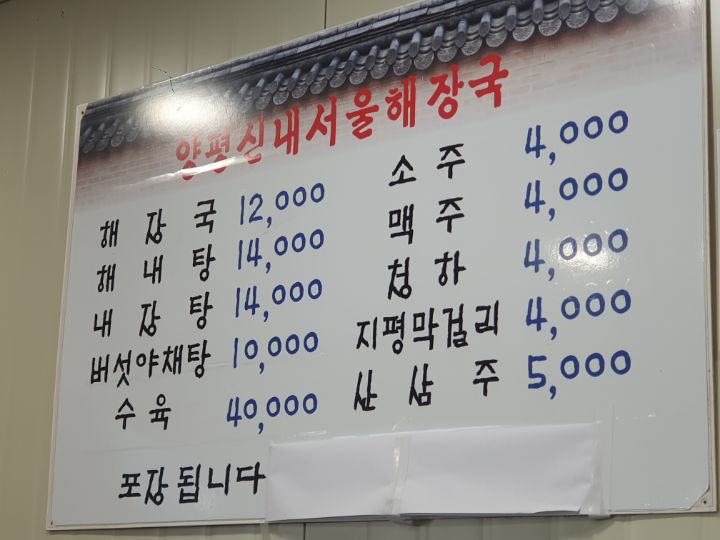 양평신내서울해장국
해장국 12,000
해내탕 14,000
내장탕 14,000
버섯야채탕 10,000
수육 40,000
소주 4,000
맥주 4,000
청하 4,000
지평막걸리 4,000
산삼주 5,000
포장됩니다